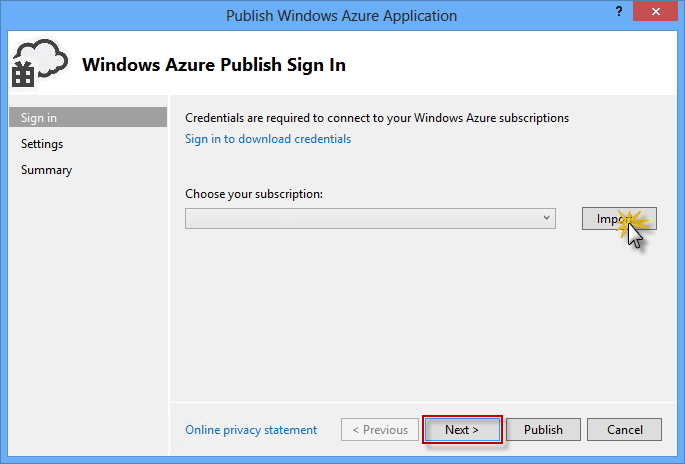 Publish Windows Azure Application
?
Windows Azure Publish Sign In
Sign in
Settings
Summary
Credentials are required to connect to your Windows Azure subscriptions
Sign in to download credentials
Choose your subscription:
Online privacy statement
< Previous
Next >
Publish
Cancel